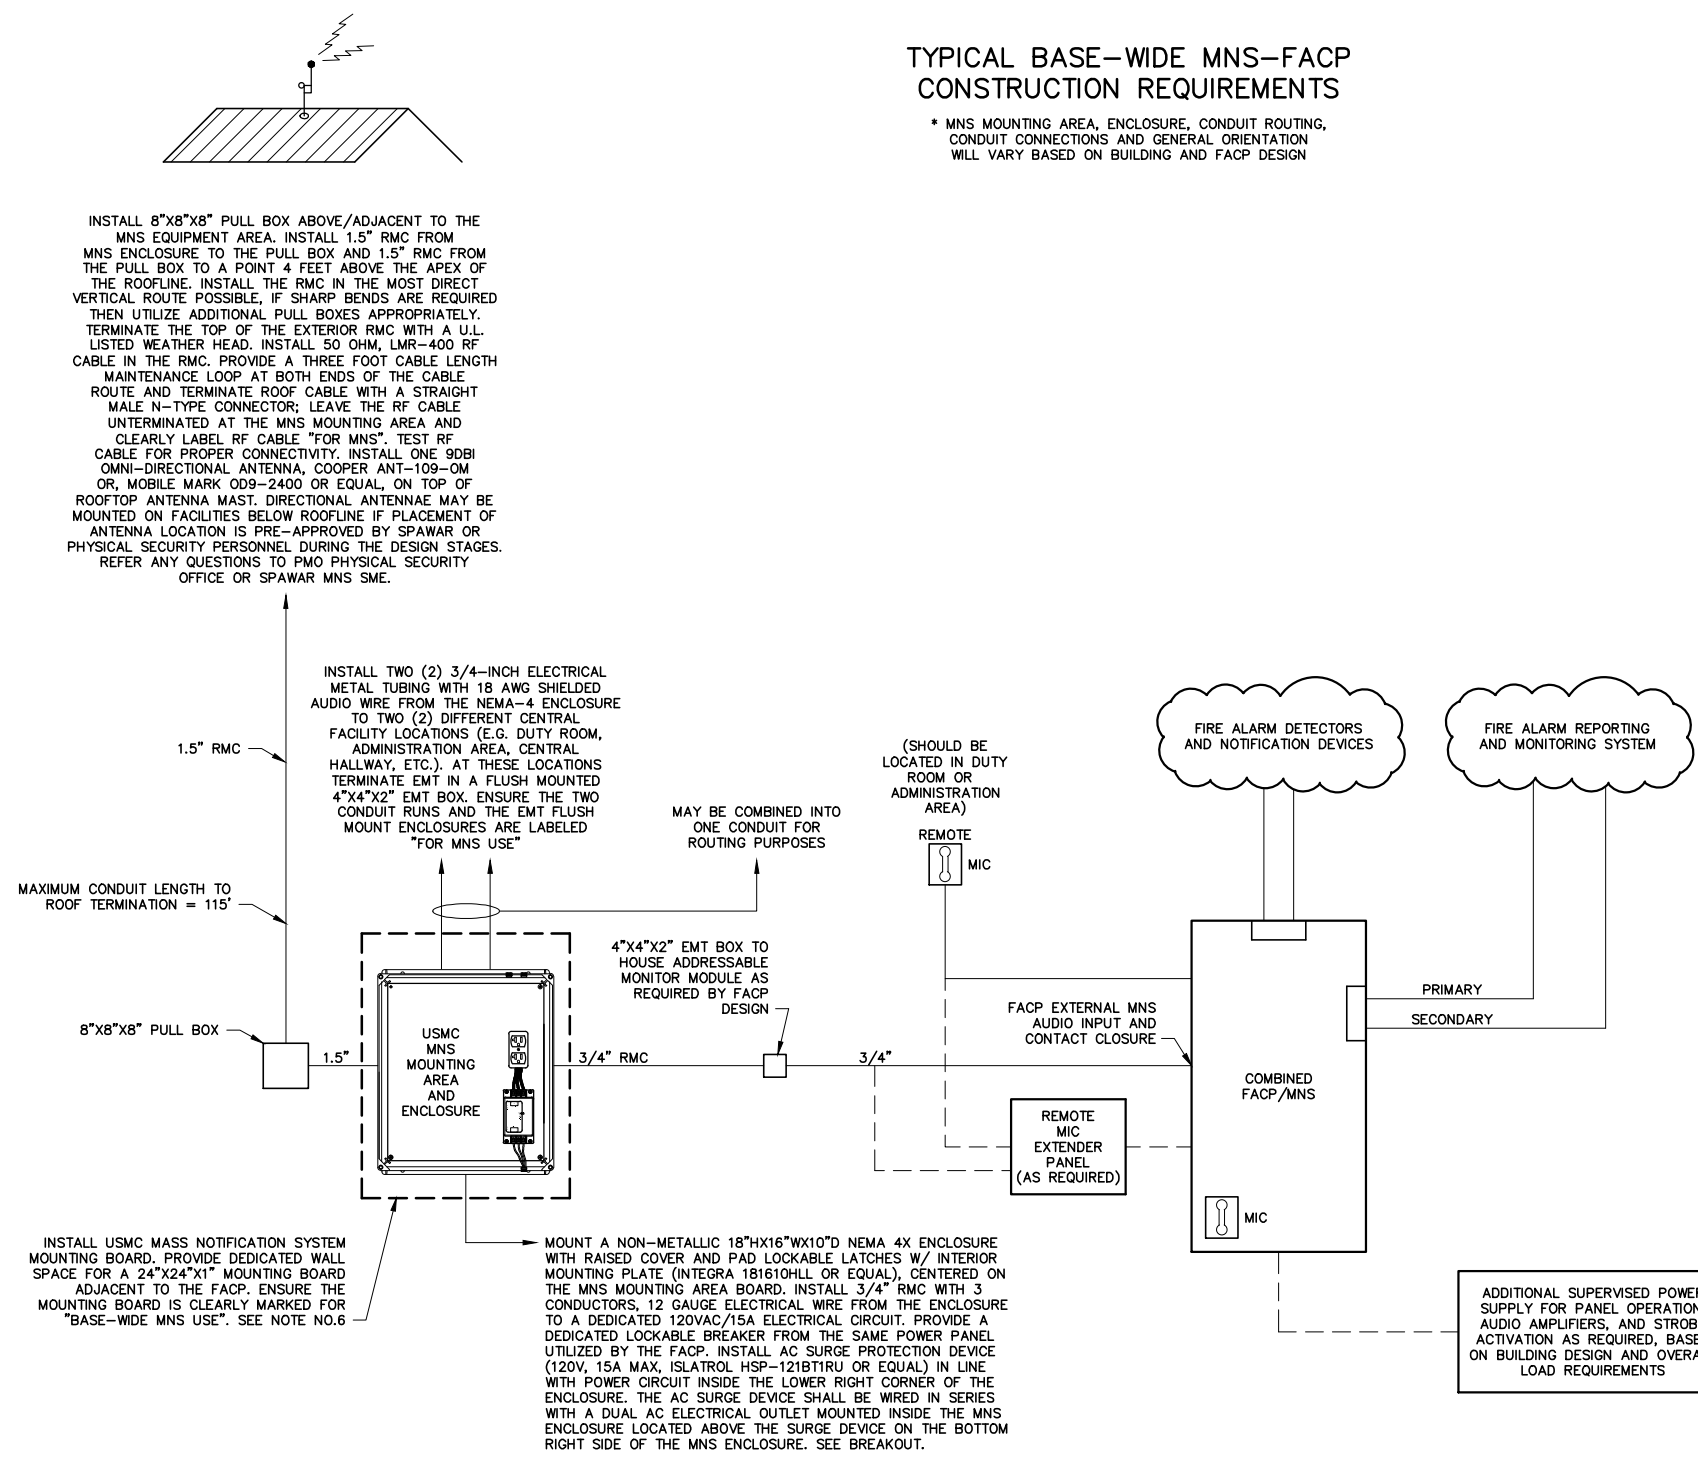 TYPICAL BASE-WIDE MNS-FACP
CONSTRUCTION REQUIREMENTS
* MNS MOUNTING AREA, ENCLOSURE, CONDUIT ROUTING,
CONDUIT CONNECTIONS AND GENERAL ORIENTATION
WILL VARY BASED ON BUILDING AND FACP DESIGN
INSTALL 8"X8"X8" PULL BOX ABOVE/ADJACENT TO THE
MNS EQUIPMENT AREA. INSTALL 1.5" RMC FROM
MNS ENCLOSURE TO THE PULL BOX AND 1.5" RMC FROM
THE PULL BOX TO A POINT 4 FEET ABOVE THE APEX OF
THE ROOFLINE. INSTALL THE RMC IN THE MOST DIRECT
VERTICAL ROUTE POSSIBLE, IF SHARP BENDS ARE REQUIRED
THEN UTILIZE ADDITIONAL PULL BOXES APPROPRIATELY.
TERMINATE THE TOP OF THE EXTERIOR RMC WITH A U.L.
LISTED WEATHER HEAD. INSTALL 50 OHM, LMR-400 RF
CABLE IN THE RMC. PROVIDE A THREE FOOT CABLE LENGTH
MAINTENANCE LOOP AT BOTH ENDS OF THE CABLE
ROUTE AND TERMINATE ROOF CABLE WITH A STRAIGHT
MALE N-TYPE CONNECTOR; LEAVE THE RF CABLE
UNTERMINATED AT THE MNS MOUNTING AREA AND
CLEARLY LABEL RF CABLE "FOR MNS". TEST RF
CABLE FOR PROPER CONNECTIVITY. INSTALL ONE 9DBI
OMNI-DIRECTIONAL ANTENNA, COOPER ANT-109-OM
OR, MOBILE MARK OD9-2400 OR EQUAL, ON TOP OF
ROOFTOP ANTENNA MAST. DIRECTIONAL ANTENNAE MAY BE
MOUNTED ON FACILITIES BELOW ROOFLINE IF PLACEMENT OF
ANTENNA LOCATION IS PRE-APPROVED BY SPAWAR OR
PHYSICAL SECURITY PERSONNEL DURING THE DESIGN STAGES.
REFER ANY QUESTIONS TO PMO PHYSICAL SECURITY
OFFICE OR SPAWAR MNS SME.
1.5" RMC
MAXIMUM CONDUIT LENGTH TO
ROOF TERMINATION = 115'
8"X8"X8" PULL BOX
1.5"
INSTALL TWO (2) 3/4-INCH ELECTRICAL
METAL TUBING WITH 18 AWG SHIELDED
AUDIO WIRE FROM THE NEMA-4 ENCLOSURE
TO TWO (2) DIFFERENT CENTRAL
FACILITY LOCATIONS (E.G. DUTY ROOM,
ADMINISTRATION AREA, CENTRAL
HALLWAY, ETC.). AT THESE LOCATIONS
TERMINATE EMT IN A FLUSH MOUNTED
4"X4"X2" EMT BOX. ENSURE THE TWO
CONDUIT RUNS AND THE EMT FLUSH
MOUNT ENCLOSURES ARE LABELED
"FOR MNS USE"
MAY BE COMBINED INTO
ONE CONDUIT FOR
ROUTING PURPOSES
USMC
MNS
MOUNTING
AREA
AND
ENCLOSURE
3/4" RMC
4"X4"X2" EMT BOX TO
HOUSE ADDRESSABLE
MONITOR MODULE AS
REQUIRED BY FACP
DESIGN
3/4"
(SHOULD BE
LOCATED IN DUTY
ROOM OR
ADMINISTRATION
AREA)
REMOTE
MIC
FACP EXTERNAL MNS
AUDIO INPUT AND
CONTACT CLOSURE
REMOTE
MIC
EXTENDER
PANEL
(AS REQUIRED)
FIRE ALARM DETECTORS
AND NOTIFICATION DEVICES
FIRE ALARM REPORTING
AND MONITORING SYSTEM
PRIMARY
SECONDARY
COMBINED
FACP/MNS
MIC
INSTALL USMC MASS NOTIFICATION SYSTEM
MOUNTING BOARD. PROVIDE DEDICATED WALL
SPACE FOR A 24"X24"X1" MOUNTING BOARD
ADJACENT TO THE FACP. ENSURE THE
MOUNTING BOARD IS CLEARLY MARKED FOR
"BASE-WIDE MNS USE". SEE NOTE NO.6
MOUNT A NON-METALLIC 18"HX16"WX10"D NEMA 4X ENCLOSURE
WITH RAISED COVER AND PAD LOCKABLE LATCHES W/ INTERIOR
MOUNTING PLATE (INTEGRA 181610HLL OR EQUAL), CENTERED ON
THE MNS MOUNTING AREA BOARD. INSTALL 3/4" RMC WITH 3
CONDUCTORS, 12 GAUGE ELECTRICAL WIRE FROM THE ENCLOSURE
TO A DEDICATED 120VAC/15A ELECTRICAL CIRCUIT. PROVIDE A
DEDICATED LOCKABLE BREAKER FROM THE SAME POWER PANEL
UTILIZED BY THE FACP. INSTALL AC SURGE PROTECTION DEVICE
(120V, 15A MAX, ISLATROL HSP-121BT1RU OR EQUAL) IN LINE
WITH POWER CIRCUIT INSIDE THE LOWER RIGHT CORNER OF THE
ENCLOSURE. THE AC SURGE DEVICE SHALL BE WIRED IN SERIES
WITH A DUAL AC ELECTRICAL OUTLET MOUNTED INSIDE THE MNS
ENCLOSURE LOCATED ABOVE THE SURGE DEVICE ON THE BOTTOM
RIGHT SIDE OF THE MNS ENCLOSURE. SEE BREAKOUT.
ADDITIONAL SUPERVISED POWER
SUPPLY FOR PANEL OPERATION
AUDIO AMPLIFIERS, AND STROB
ACTIVATION AS REQUIRED, BASE
ON BUILDING DESIGN AND OVERA
LOAD REQUIREMENTS